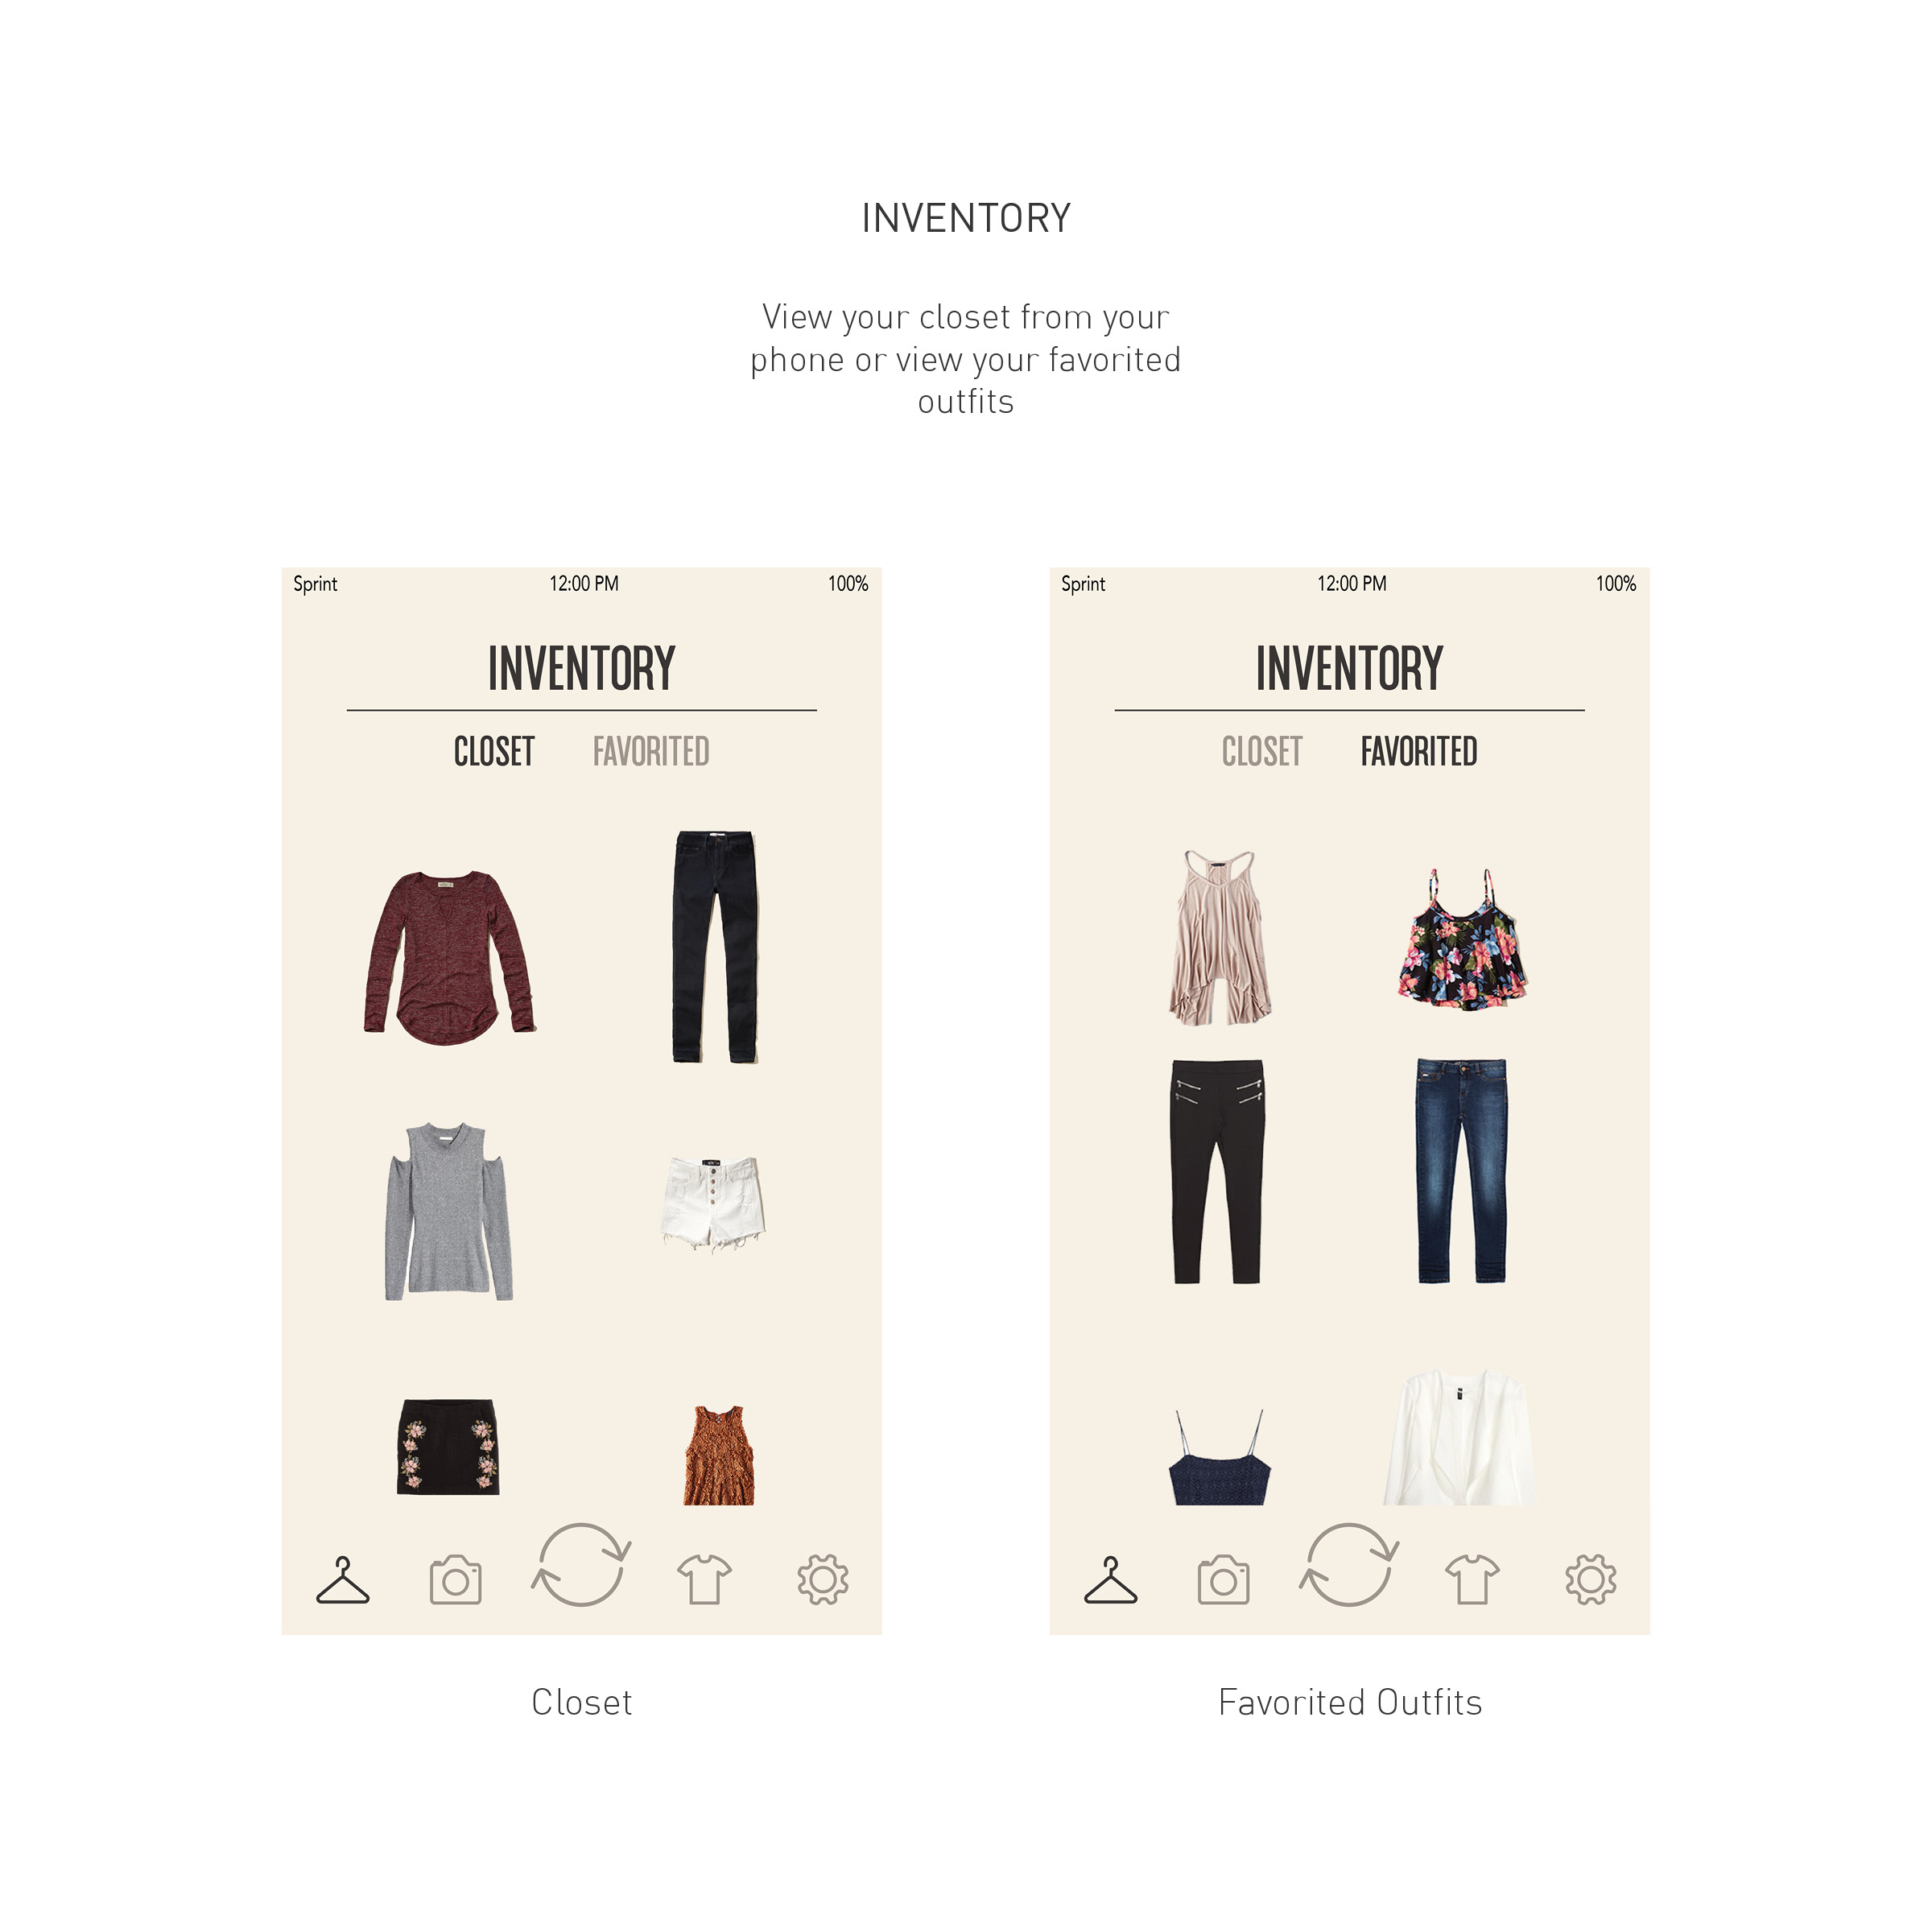 INVENTORY
View your closet from your
phone or view your favorited
outfits
Sprint 12:00 PM 100%
INVENTORY
CLOSET FAVORITED
Sprint 12:00 PM 100%
INVENTORY
CLOSET FAVORITED
Closet
Favorited Outfits